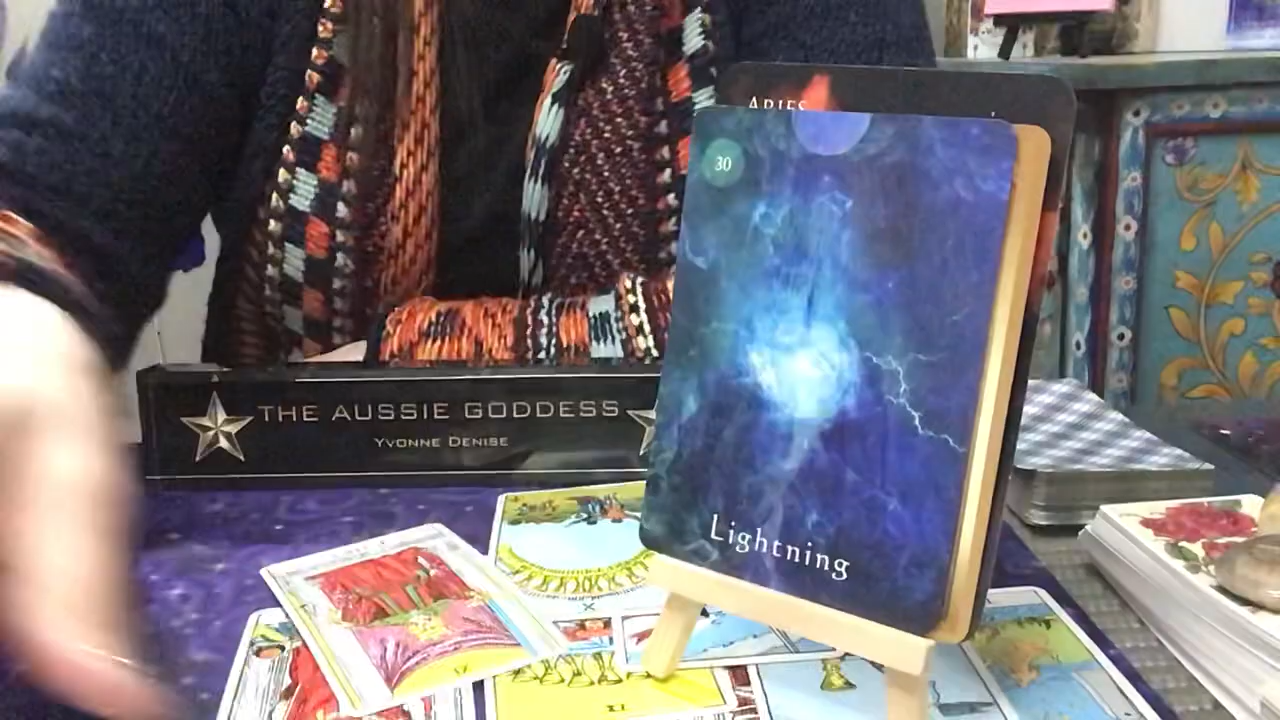 ARIES
30
THE AUSSIE GODDESS
YVONNE DENISE
Lightning
X